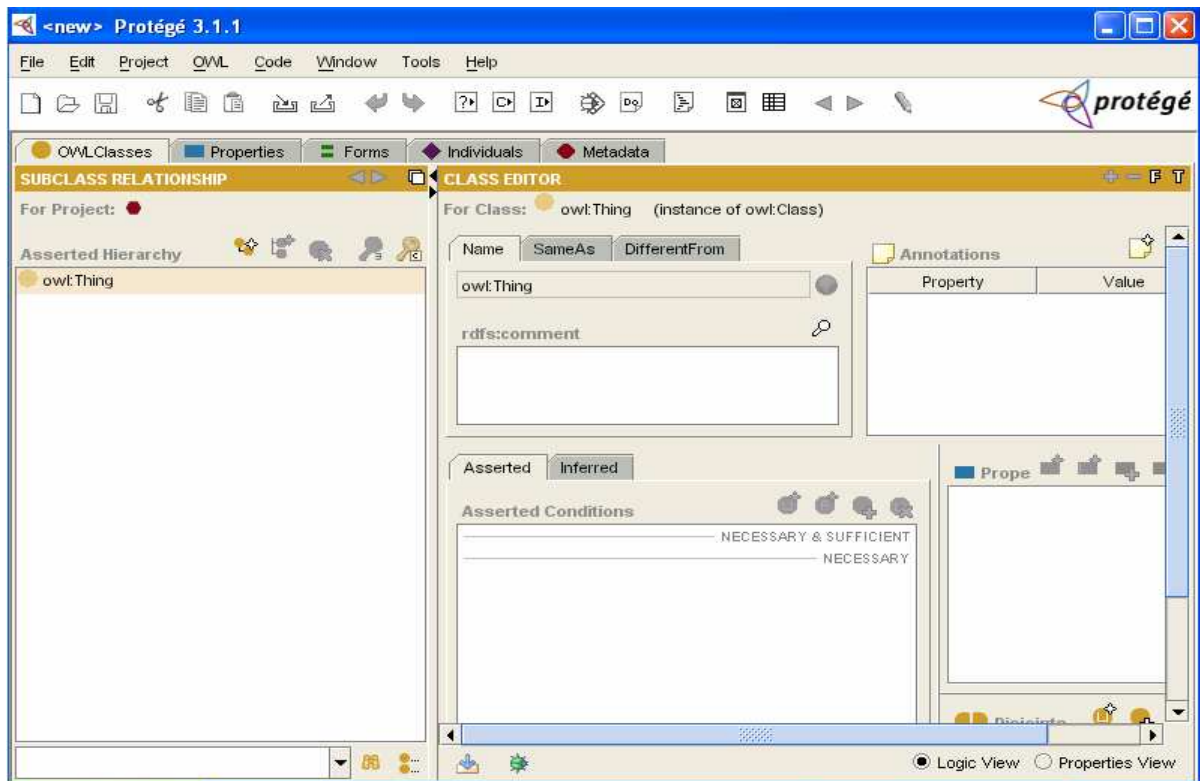 <new> Protégé 3.1.1
File Edit Project OWL Code Window Tools Help
protégé
OWLClasses Properties Forms Individuals Metadata
SUBCLASS RELATIONSHIP
For Project:
Asserted Hierarchy
owl:Thing
CLASS EDITOR
F T
For Class: owl:Thing (instance of owl:Class)
Name SameAs DifferentFrom
owl:Thing
rdfs:comment
Annotations
Property Value
Asserted Inferred
Asserted Conditions
NECESSARY & SUFFICIENT
NECESSARY
Prope
Logic View Properties View